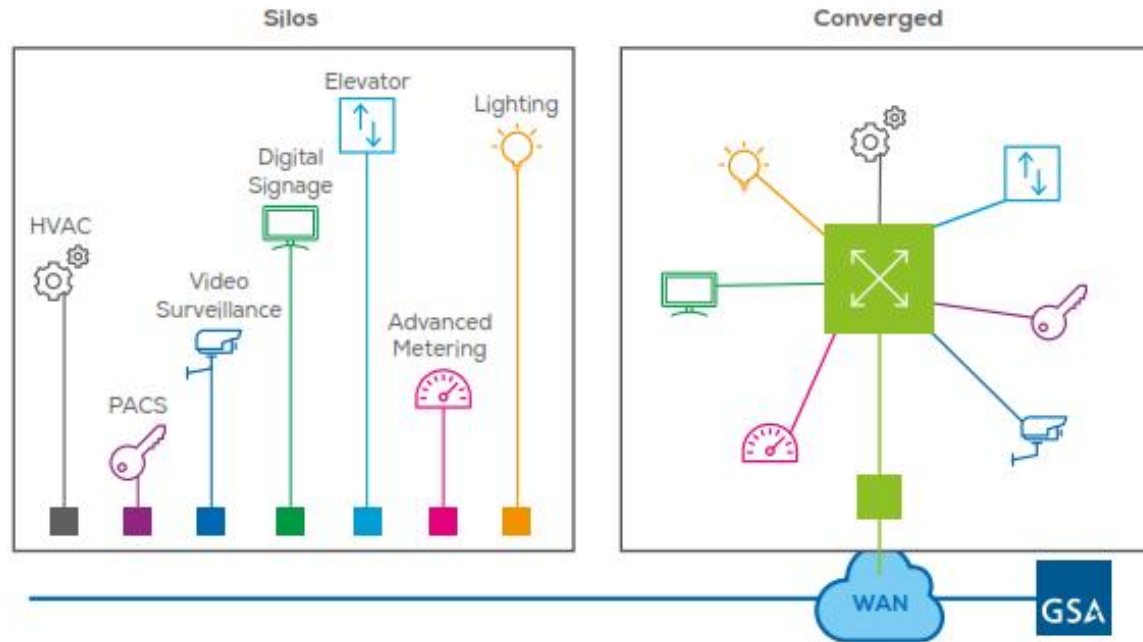 Silos
Converged
Elevator
Lighting
Digital
Signage
HVAC
Video
Surveillance
Advanced
Metering
PACS
WAN
GSA